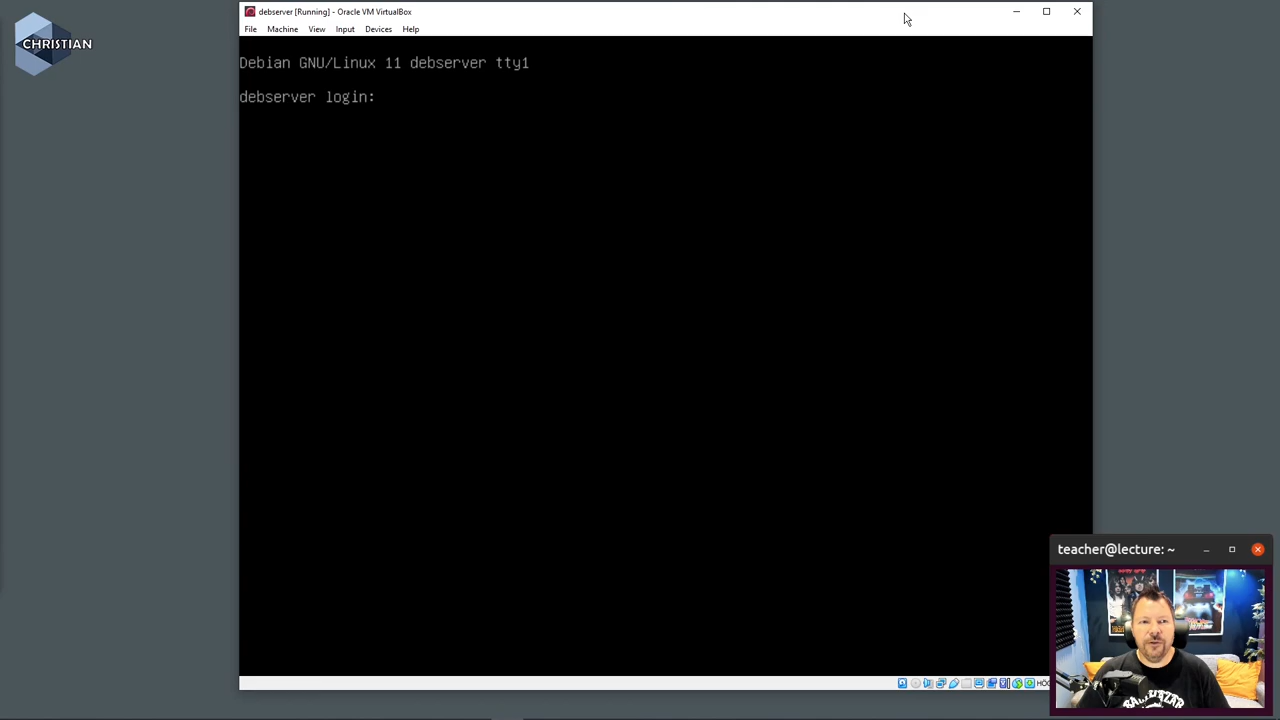 CHRISTIAN
debserver [Running] - Oracle VM VirtualBox
File Machine View Input Devices Help
Debian GNU/Linux 11 debserver tty1
debserver login:
teacher@lecture: ~